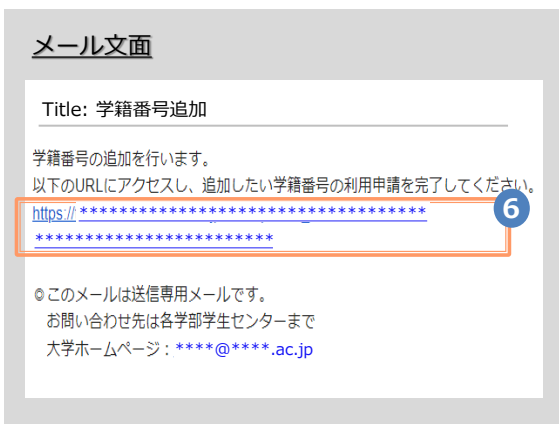 メール文面
Title: 学籍番号追加
学籍番号の追加を行います。
以下のURLにアクセスし、追加したい学籍番号の利用申請を完了してください。
https://***********************************
************************
6
◎このメールは送信専用メールです。
お問い合わせ先は各学部学生センターまで
大学ホームページ：****@****.ac.jp